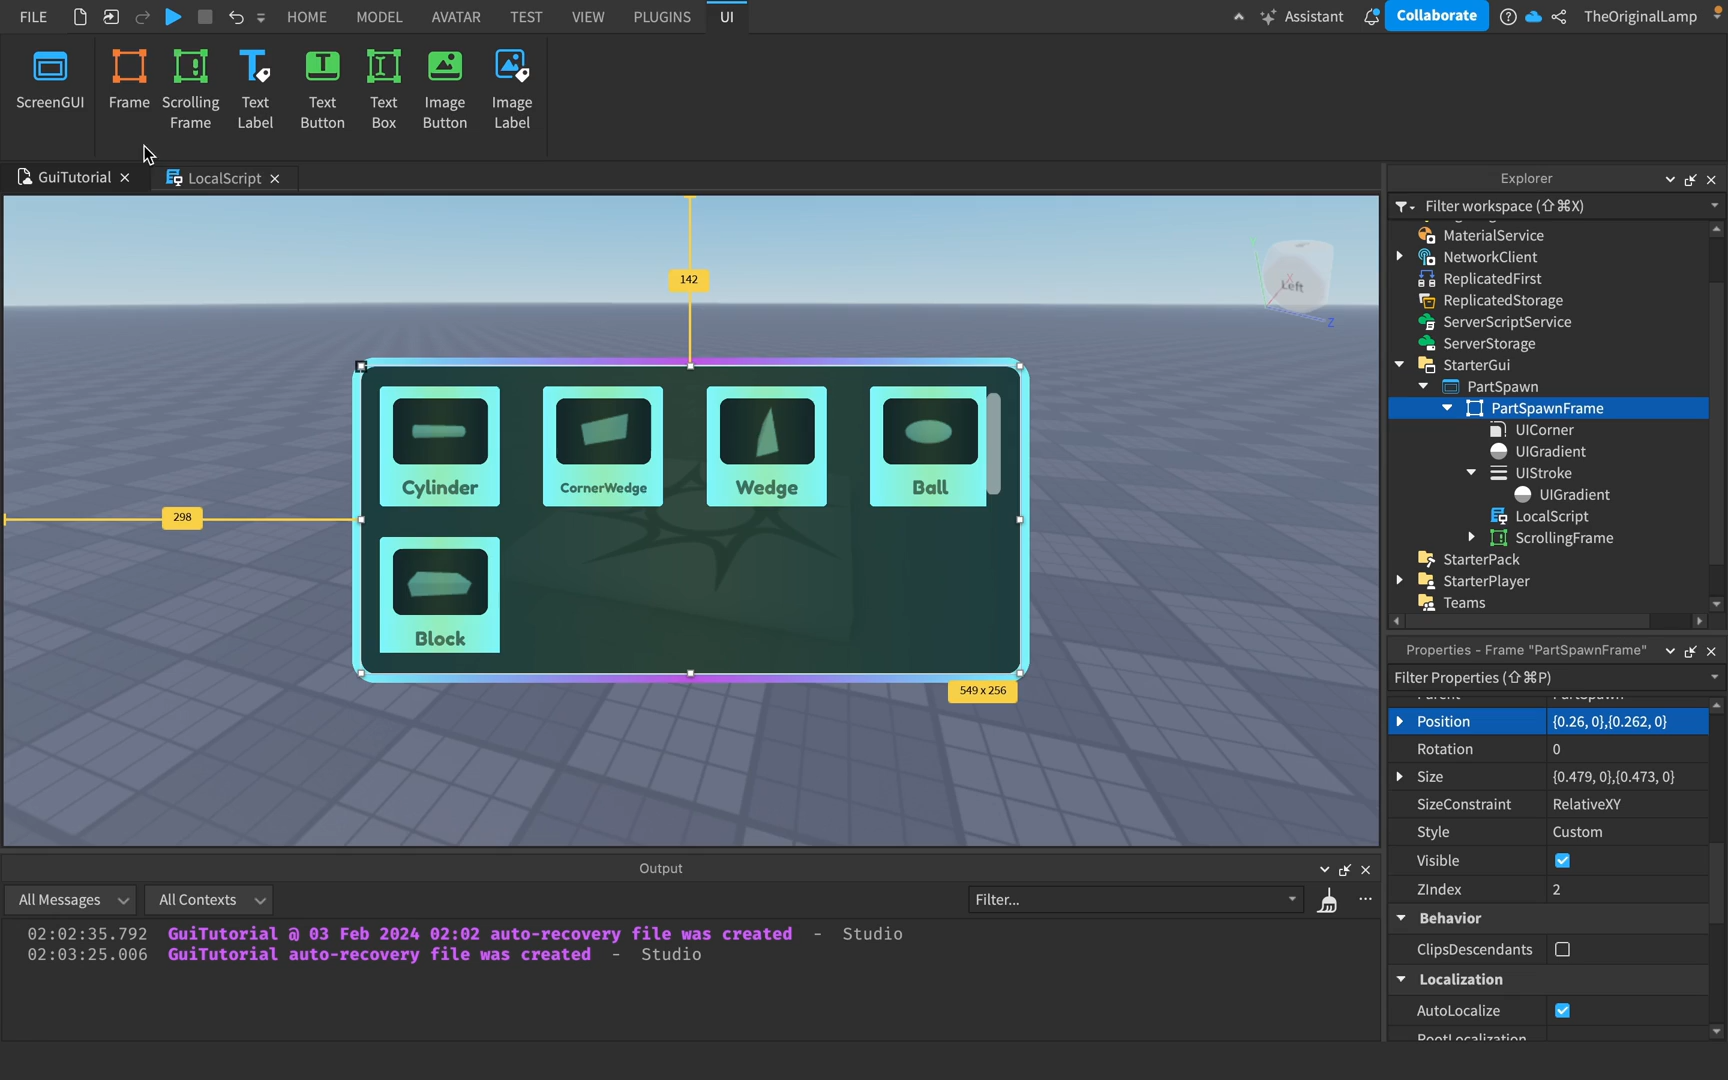 FILE HOME MODEL AVATAR TEST VIEW PLUGINS UI Assistant Collaborate TheOriginalLamp
ScreenGUI Frame Scrolling Frame Text Label Text Button Text Box Image Button Image Label
GuiTutorial LocalScript
Explorer
Filter workspace (⇧⌘X)
MaterialService
NetworkClient
ReplicatedFirst
ReplicatedStorage
ServerScriptService
ServerStorage
StarterGui
PartSpawn
PartSpawnFrame
UICorner
UIGradient
UIStroke
UIGradient
LocalScript
ScrollingFrame
StarterPack
StarterPlayer
Teams
142
Left
Z
298
Cylinder CornerWedge Wedge Ball
Block
549 x 256
Properties - Frame "PartSpawnFrame"
Filter Properties (⇧⌘P)
Position {0.26, 0},{0.262, 0}
Rotation 0
Size {0.479, 0},{0.473, 0}
SizeConstraint RelativeXY
Style Custom
Visible
ZIndex 2
Behavior
ClipsDescendants
Localization
AutoLocalize
RootLocalization
Output
All Messages All Contexts Filter...
02:02:35.792 GuiTutorial @ 03 Feb 2024 02:02 auto-recovery file was created - Studio
02:03:25.006 GuiTutorial auto-recovery file was created - Studio